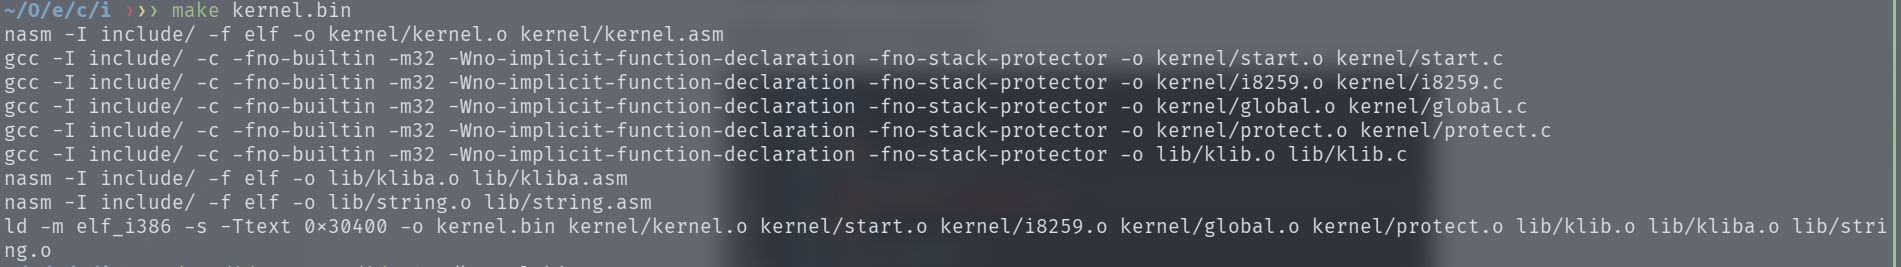 ~/O/e/c/i ❯❯❯ make kernel.bin
nasm -I include/ -f elf -o kernel/kernel.o kernel/kernel.asm
gcc -I include/ -c -fno-builtin -m32 -Wno-implicit-function-declaration -fno-stack-protector -o kernel/start.o kernel/start.c
gcc -I include/ -c -fno-builtin -m32 -Wno-implicit-function-declaration -fno-stack-protector -o kernel/i8259.o kernel/i8259.c
gcc -I include/ -c -fno-builtin -m32 -Wno-implicit-function-declaration -fno-stack-protector -o kernel/global.o kernel/global.c
gcc -I include/ -c -fno-builtin -m32 -Wno-implicit-function-declaration -fno-stack-protector -o kernel/protect.o kernel/protect.c
gcc -I include/ -c -fno-builtin -m32 -Wno-implicit-function-declaration -fno-stack-protector -o lib/klib.o lib/klib.c
nasm -I include/ -f elf -o lib/kliba.o lib/kliba.asm
nasm -I include/ -f elf -o lib/string.o lib/string.asm
ld -m elf_i386 -s -Ttext 0x30400 -o kernel.bin kernel/kernel.o kernel/start.o kernel/i8259.o kernel/global.o kernel/protect.o lib/klib.o lib/kliba.o lib/stri
ng.o